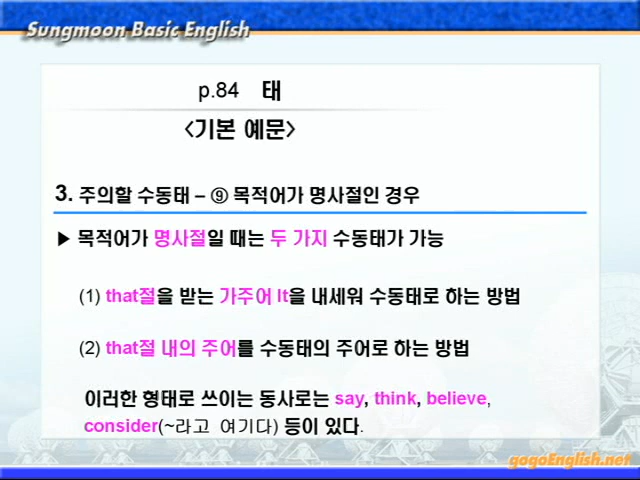 Sungmoon Basic English
p.84 태
<기본 예문>
3. 주의할 수동태 – ⑨ 목적어가 명사절인 경우
▶ 목적어가 명사절일 때는 두 가지 수동태가 가능
(1) that절을 받는 가주어 It을 내세워 수동태로 하는 방법
(2) that절 내의 주어를 수동태의 주어로 하는 방법
이러한 형태로 쓰이는 동사로는 say, think, believe,
consider(~라고 여기다) 등이 있다.
gogoEnglish.net